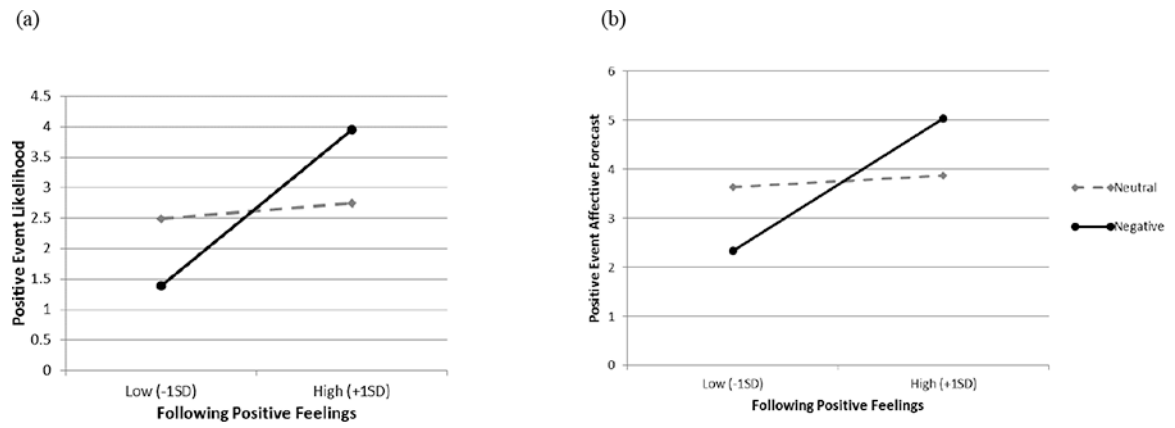 (a)
4.5
4
3.5
3
2.5
2
1.5
1
0.5
0
Positive Event Likelihood
Low (-1SD)
High (+1SD)
Following Positive Feelings
(b)
6
5
4
3
2
1
0
Positive Event Affective Forecast
Low (-1SD)
High (+1SD)
Following Positive Feelings
Neutral
Negative